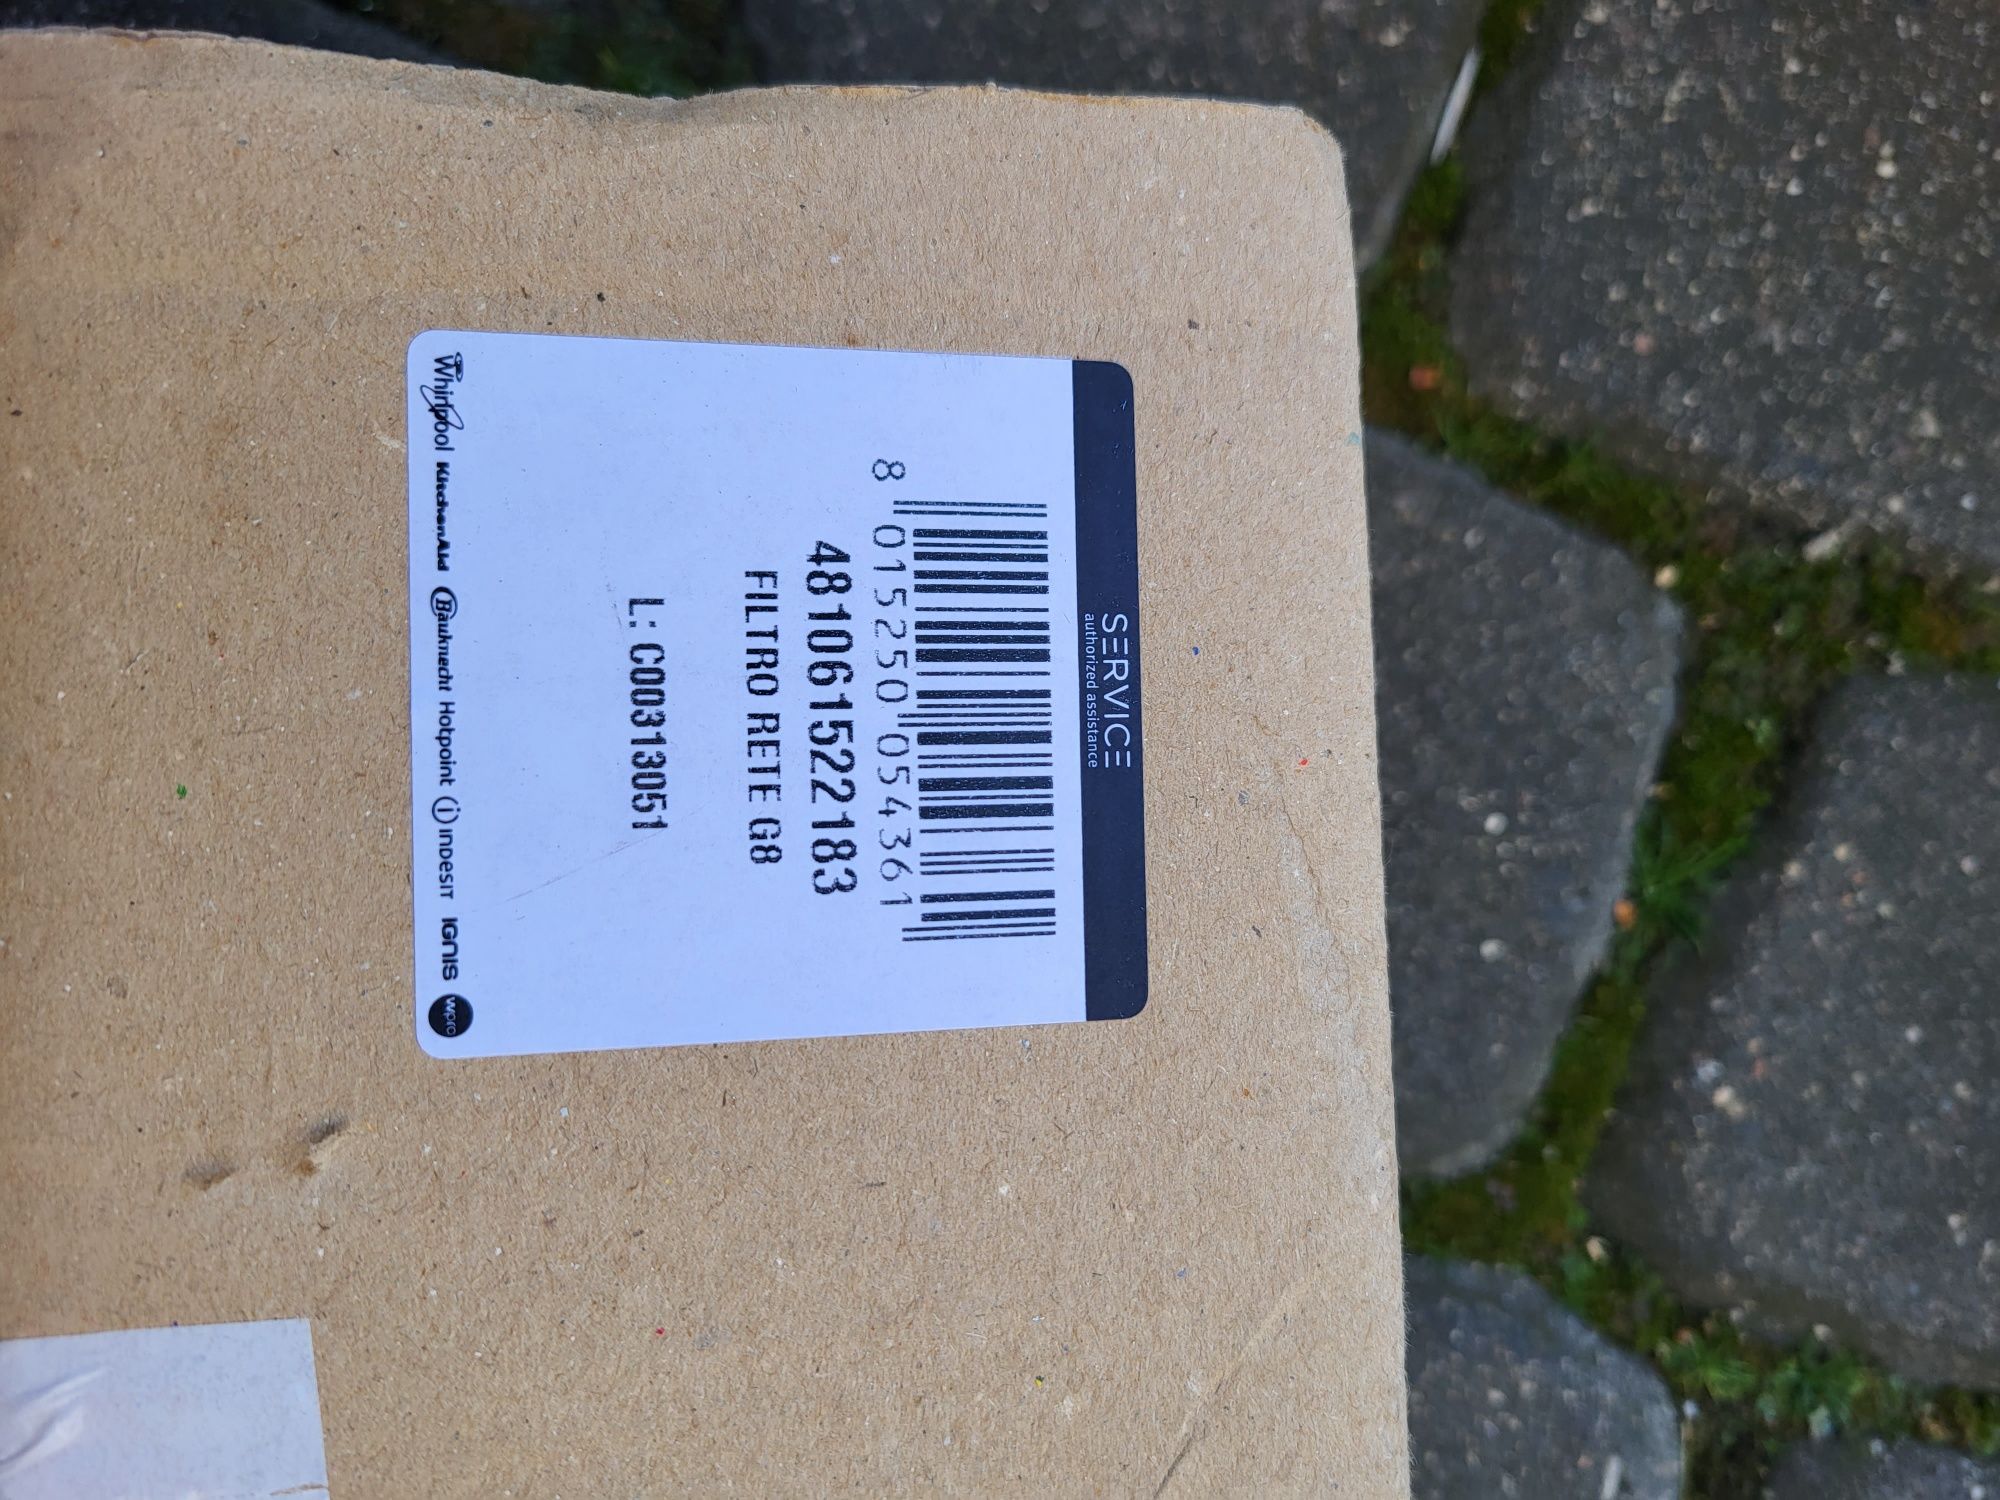 SERVICE
authorized assistance
8 015250 054361
481061522183
FILTRO RETE G8
L: C00313051
Whirlpool KitchenAid Bauknecht Hotpoint indesit IGNIS wpro